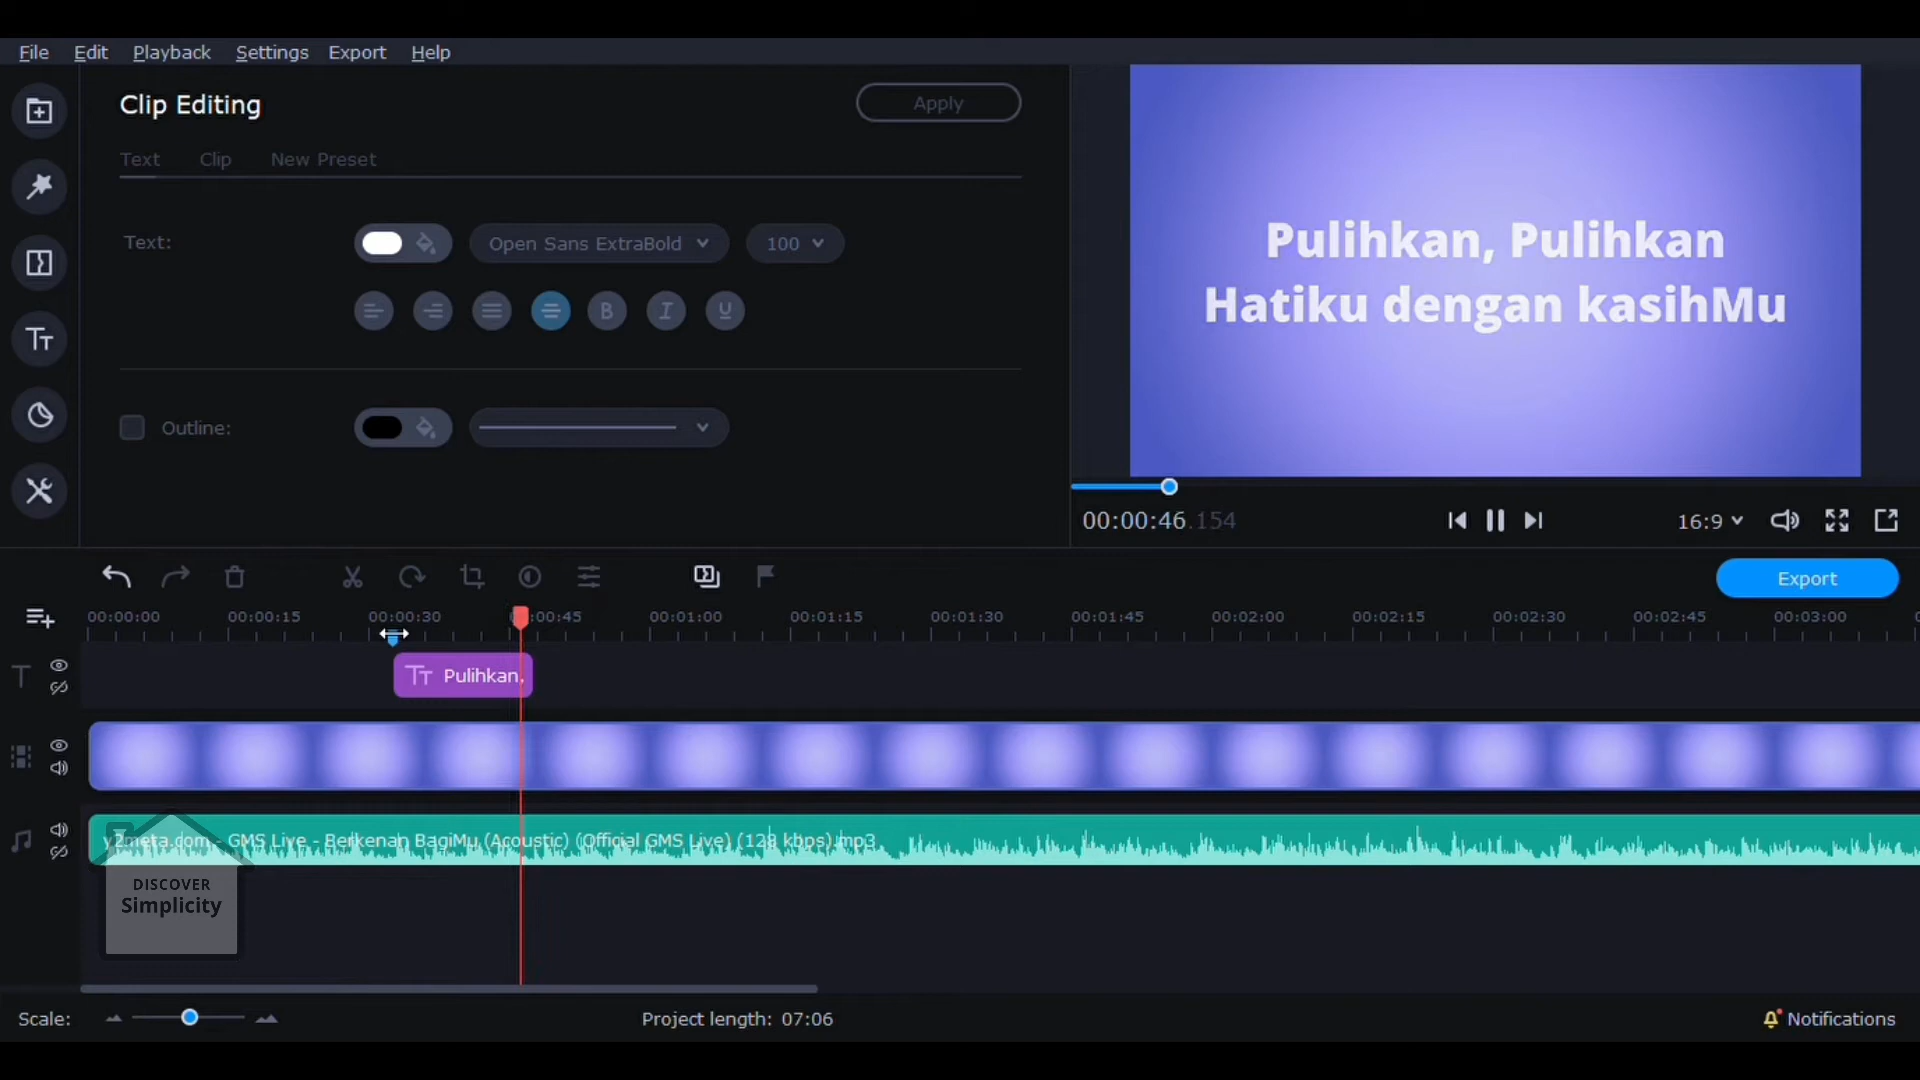 File Edit Playback Settings Export Help
Clip Editing
Apply
Text Clip New Preset
Text:
Open Sans ExtraBold
100
B I U
Outline:
Pulihkan, Pulihkan
Hatiku dengan kasihMu
00:00:46.154
16:9
Export
00:00:00 00:00:15 00:00:30 0:00:45 00:01:00 00:01:15 00:01:30 00:01:45 00:02:00 00:02:15 00:02:30 00:02:45 00:03:00
Pulihkan,
y2meta.com - GMS Live - Berkenan BagiMu (Acoustic) (Official GMS Live) (128 kbps).mp3
DISCOVER
Simplicity
Scale:
Project length: 07:06
Notifications